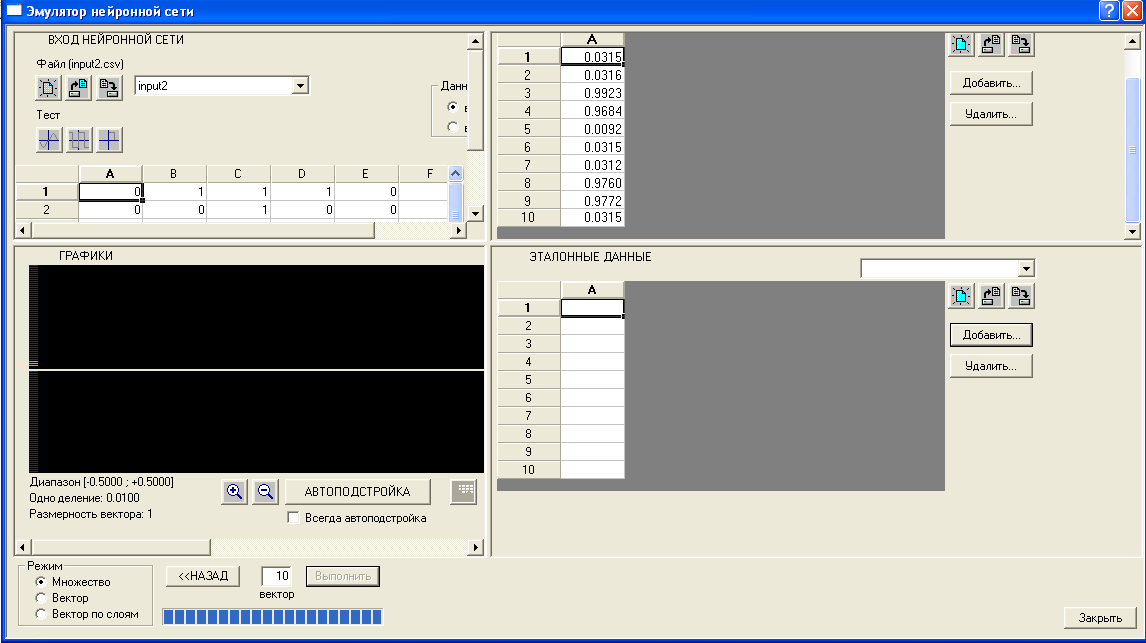 Эмулятор нейронной сети
ВХОД НЕЙРОННОЙ СЕТИ
Файл (input2.csv)
input2
Данн
Тест
A B C D E F
1 0 1 1 1 0
2 0 0 1 0 0
A
1 0.0315
2 0.0316
3 0.9923
4 0.9684
5 0.0092
6 0.0315
7 0.0312
8 0.9760
9 0.9772
10 0.0315
Добавить...
Удалить...
ГРАФИКИ
Диапазон [-0.5000 ; +0.5000]
Одно деление: 0.0100
Размерность вектора: 1
АВТОПОДСТРОЙКА
Всегда автоподстройка
ЭТАЛОННЫЕ ДАННЫЕ
A
1
2
3
4
5
6
7
8
9
10
Добавить...
Удалить...
Режим
Множество
Вектор
Вектор по слоям
<<НАЗАД
10
вектор
Выполнить
Закрыть